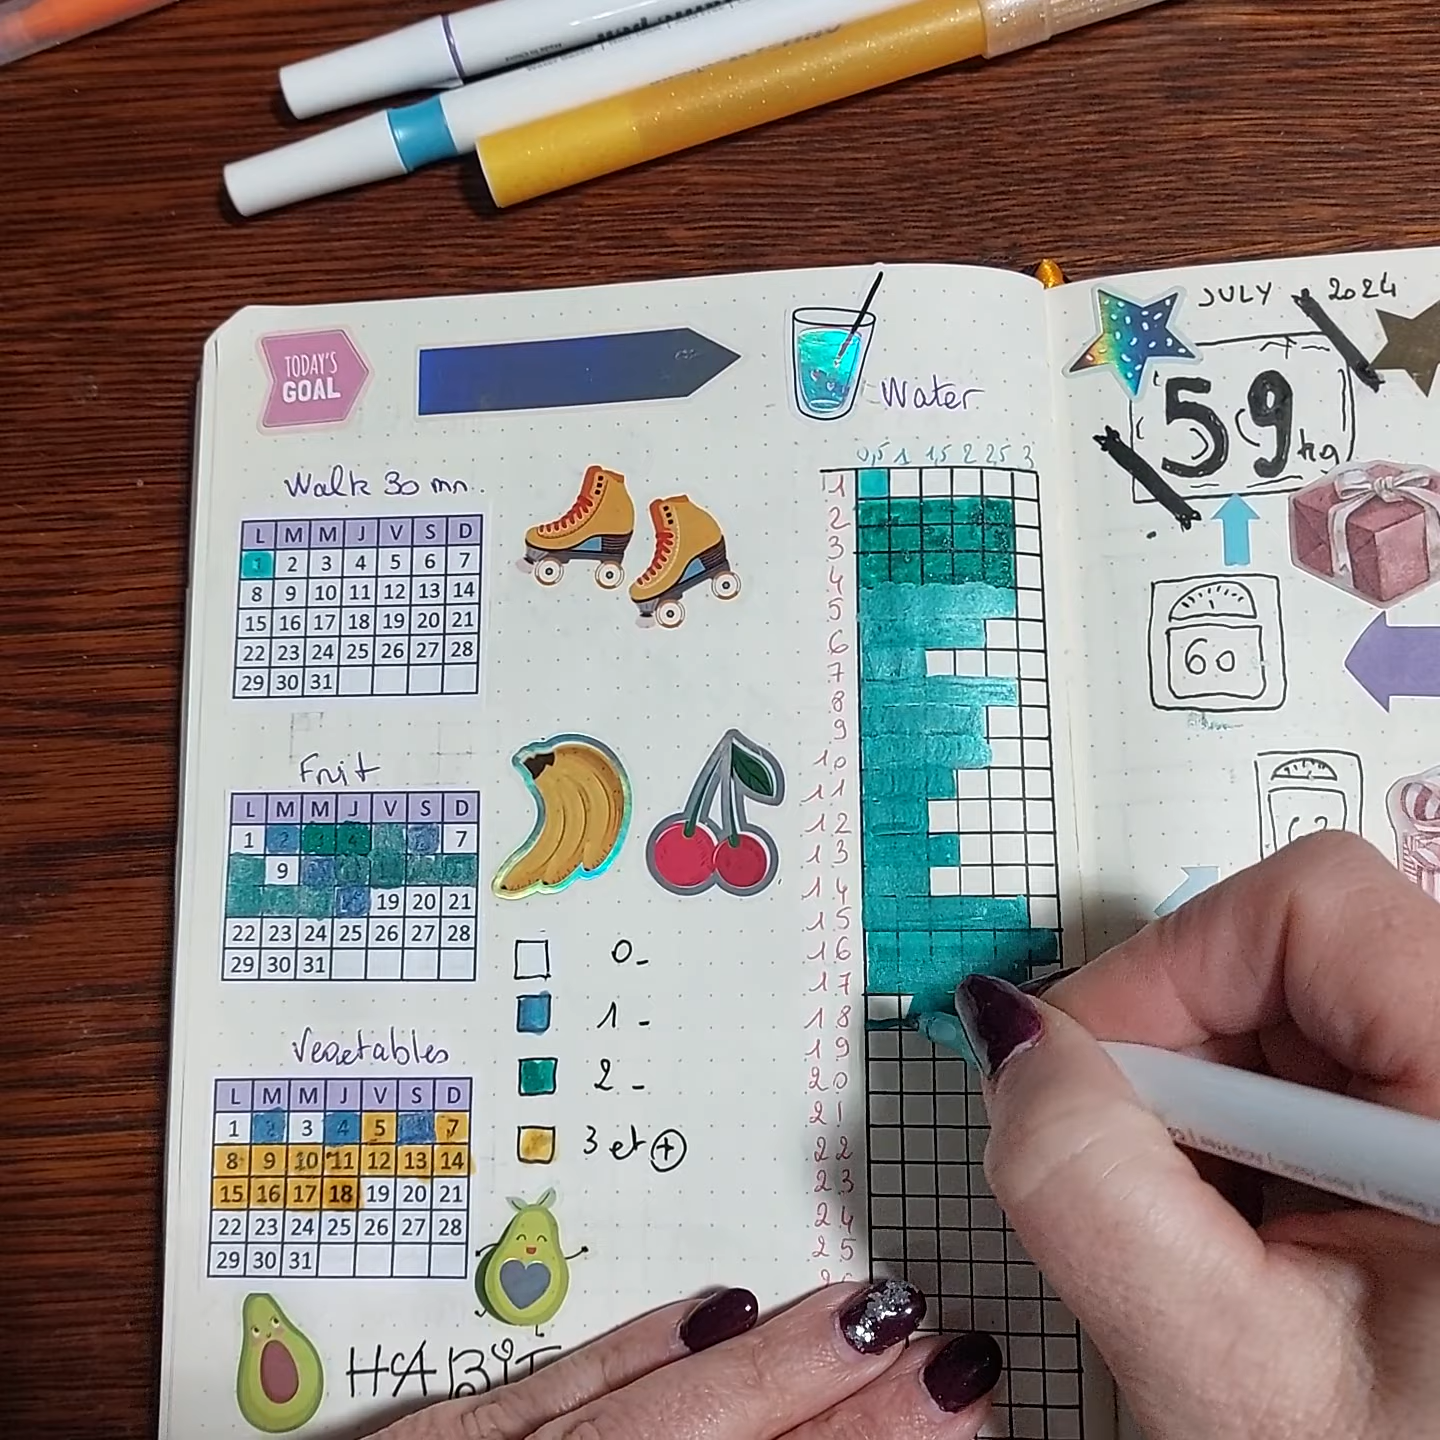 JULY 2024
TODAY'S
GOAL
59 kg
Water
0,5 1 1,5 2 2,5 3
Walk 30 mn
L M M J V S D
1 2 3 4 5 6 7
8 9 10 11 12 13 14
15 16 17 18 19 20 21
22 23 24 25 26 27 28
29 30 31
1
2
3
4
5
6
7
8
9
10
11
12
13
14
15
16
17
18
19
20
21
22
23
24
25
60
Fruit
L M M J V S D
1 2 3 4 7
9
19 20 21
22 23 24 25 26 27 28
29 30 31
0-
1-
2-
3 et +
Vegetables
L M M J V S D
1 2 3 4 5 7
8 9 10 11 12 13 14
15 16 17 18 19 20 21
22 23 24 25 26 27 28
29 30 31
HABIT